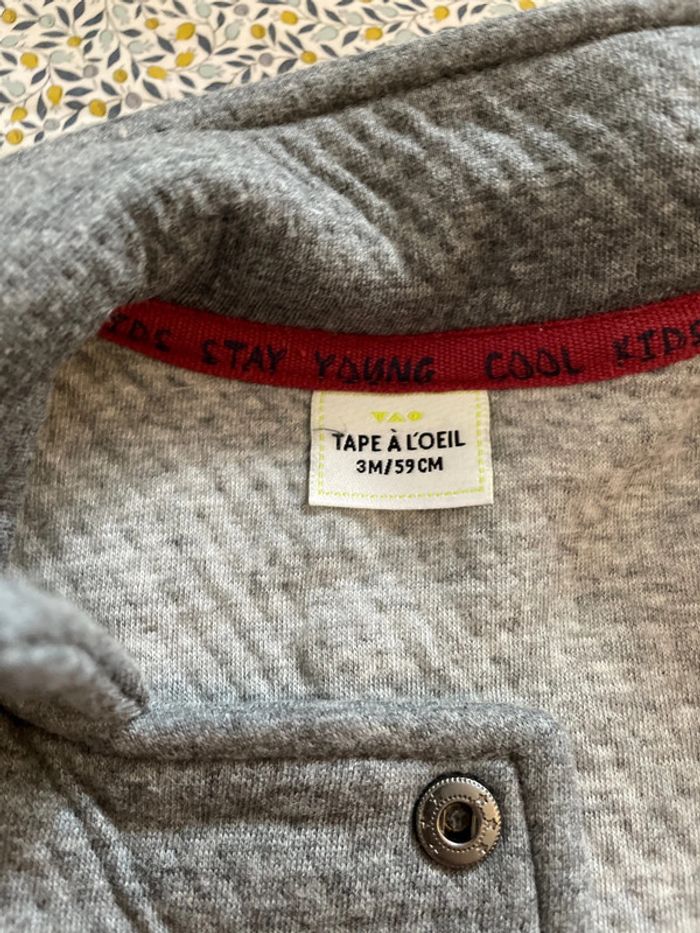 STAY YOUNG COOL KIDS
TAO
TAPE À L'OEIL
3M/59CM